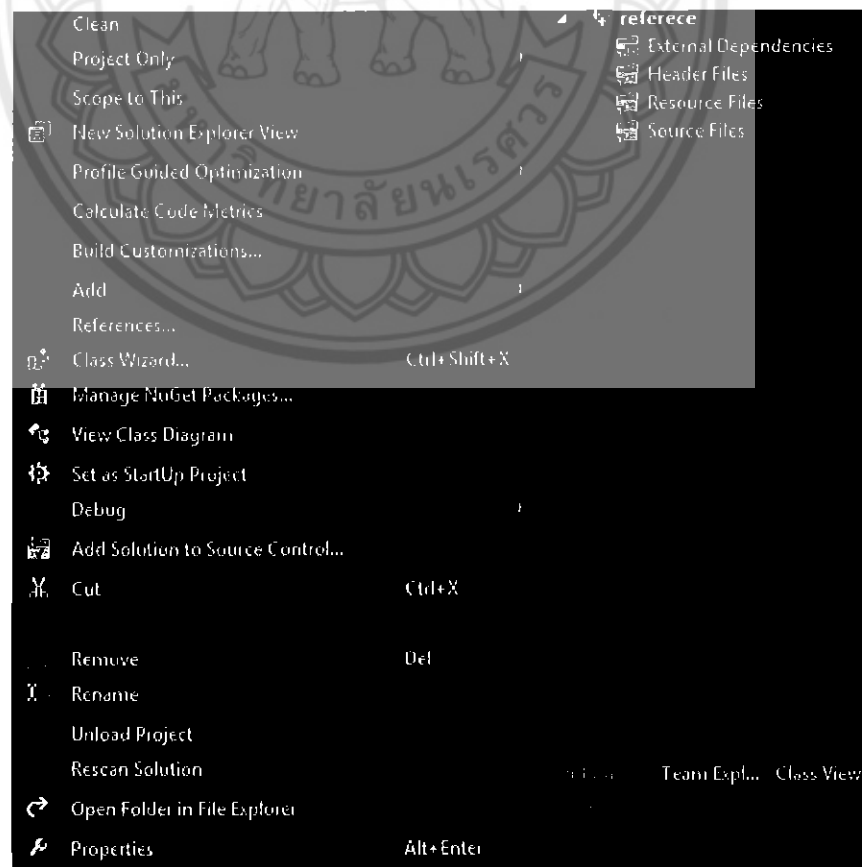 Clean
Project Only
Scope to This
New Solution Explorer View
Profile Guided Optimization
Calculate Code Metrics
Build Customizations...
Add
References...
Class Wizard... Ctrl+Shift+X
Manage NuGet Packages...
View Class Diagram
Set as StartUp Project
Debug
Add Solution to Source Control...
Cut Ctrl+X
Remove Del
Rename
Unload Project
Rescan Solution
Open Folder in File Explorer
Properties Alt+Enter
referece
External Dependencies
Header Files
Resource Files
Source Files
Team Expl... Class View